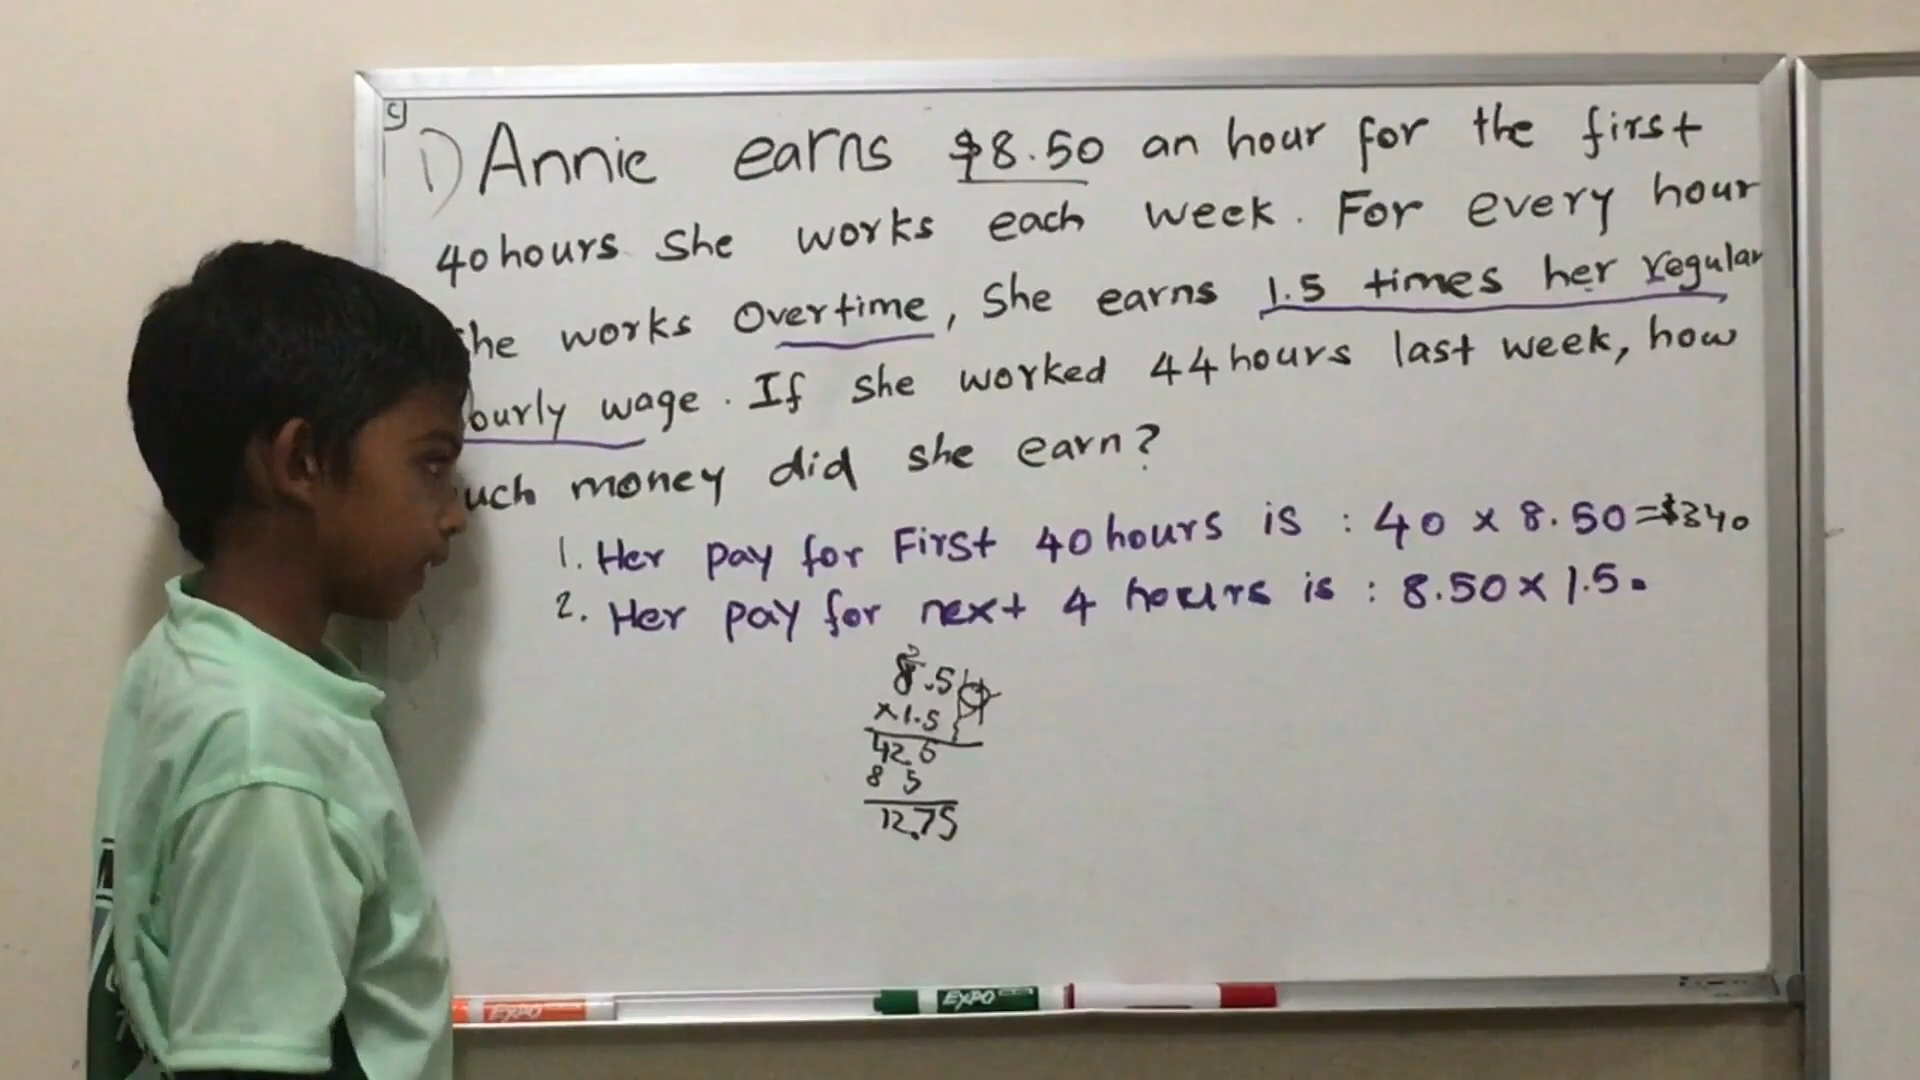 1) Annie earns $8.50 an hour for the first
40 hours she works each week. For every hour
she works overtime, She earns 1.5 times her regular
ourly wage. If she worked 44 hours last week, how
uch money did she earn?
1. Her pay for First 40 hours is : 40 x 8.50 = $340
2. Her pay for next 4 hours is : 8.50 x 1.5
8.5
x 1.5
42
8 5
12.75
EXPO
EXPO